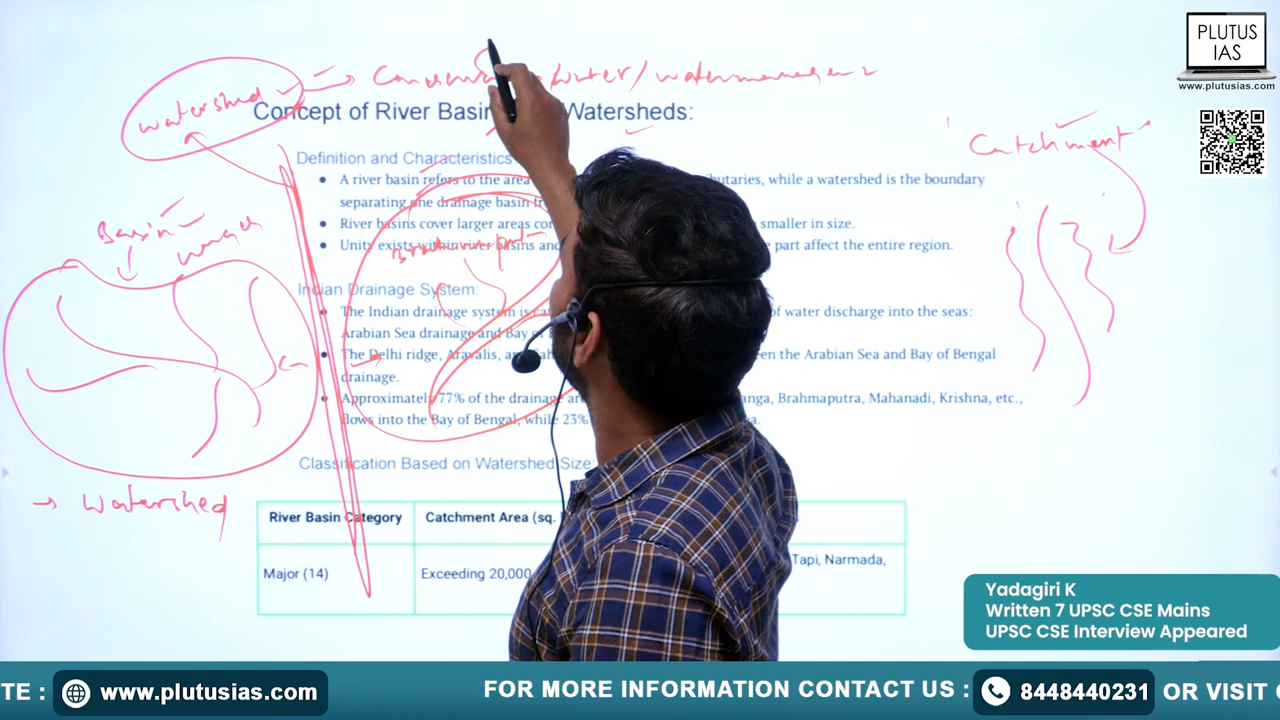 PLUTUS
IAS
www.plutusias.com
watershed → water/
Concept of River Basin Watersheds:
Catchment
Definition and Characteristics
• A river basin refers to the area tributaries, while a watershed is the boundary
separating one drainage basin
• River basins cover larger areas smaller in size.
• Unity exists within river basins and part affect the entire region.
Basin
Indian Drainage System:
• The Indian drainage system is of water discharge into the seas:
Arabian Sea drainage and Bay of
• The Delhi ridge, Aravalis, and the Arabian Sea and Bay of Bengal
drainage.
• Approximately 77% of the drainage Brahmaputra, Mahanadi, Krishna, etc.,
flows into the Bay of Bengal, while 23%
Classification Based on Watershed Size
→ Watershed
River Basin Category Catchment Area (sq.
Major (14) Exceeding 20,000 Tapi, Narmada,
Yadagiri K
Written 7 UPSC CSE Mains
UPSC CSE Interview Appeared
TE : www.plutusias.com FOR MORE INFORMATION CONTACT US : 8448440231 OR VISIT